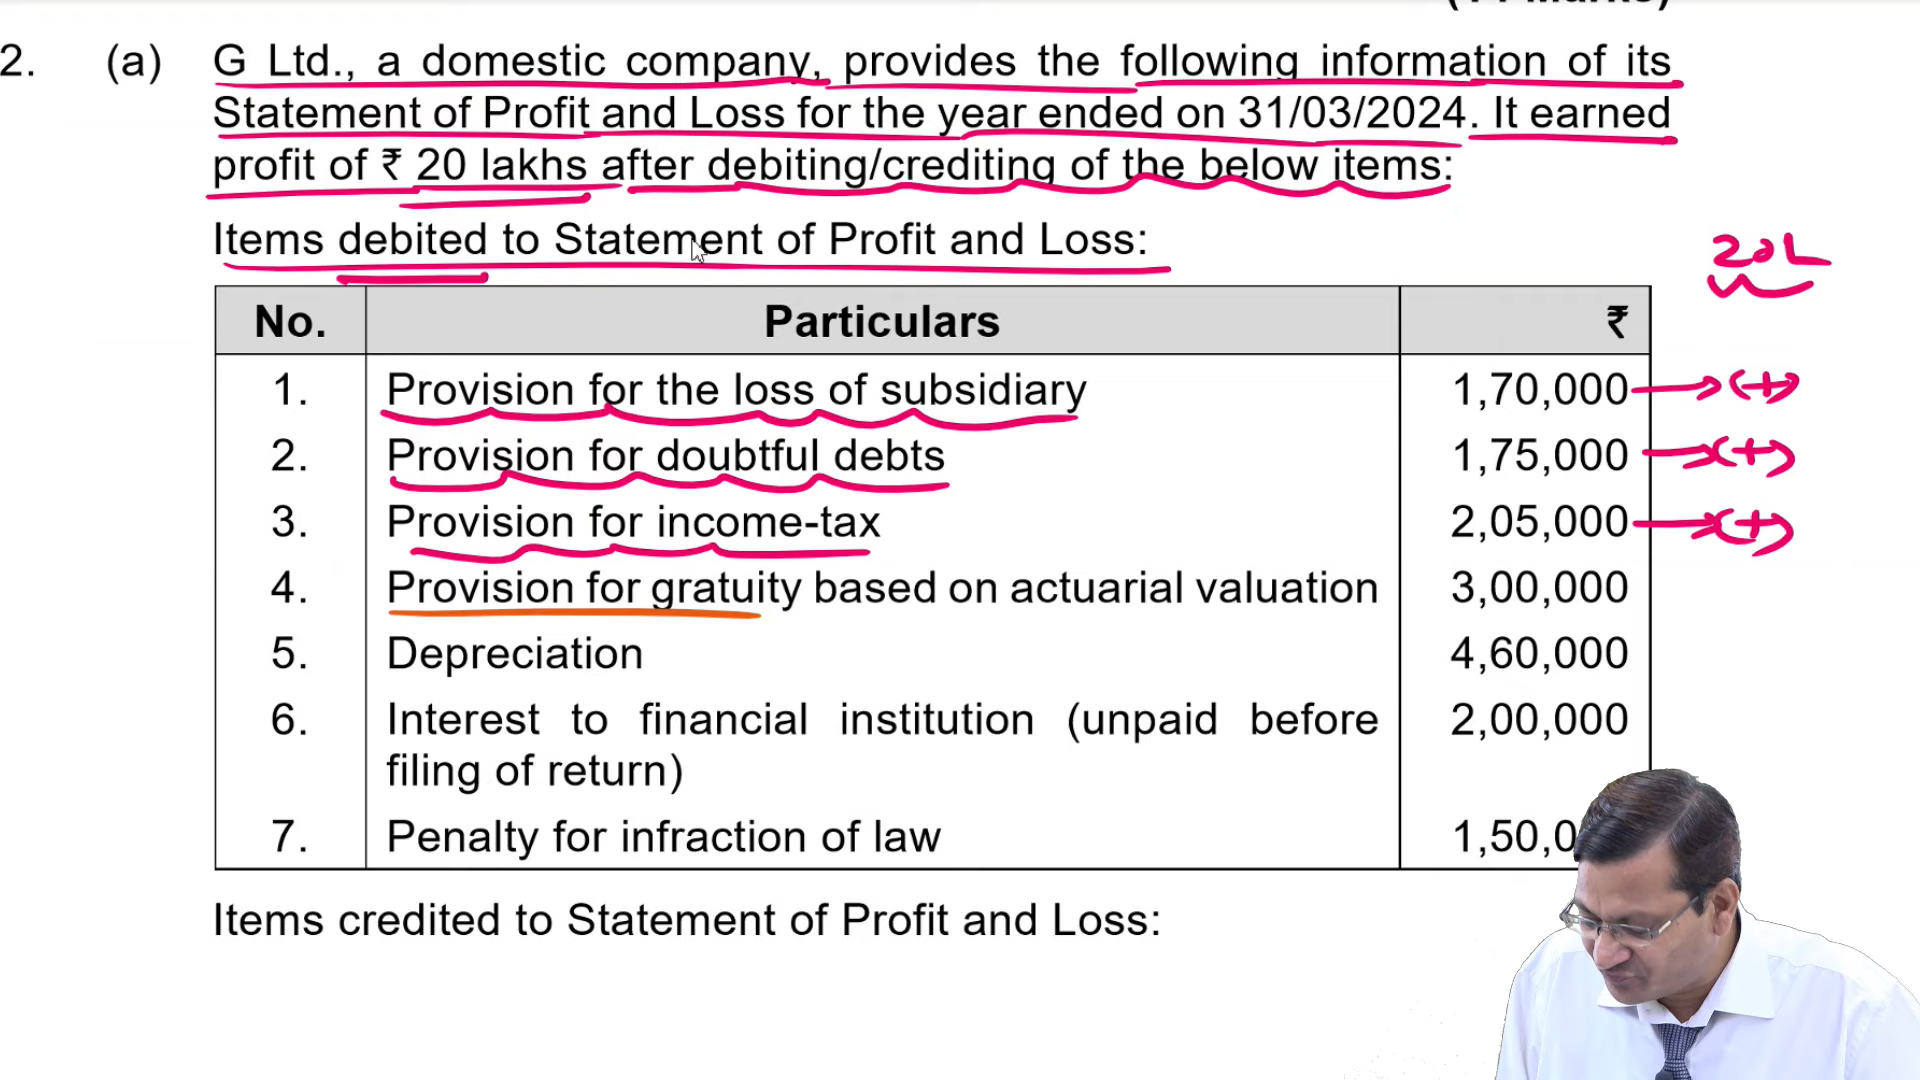 2. (a) G Ltd., a domestic company, provides the following information of its
Statement of Profit and Loss for the year ended on 31/03/2024. It earned
profit of ₹ 20 lakhs after debiting/crediting of the below items:
Items debited to Statement of Profit and Loss:
20L
No. Particulars ₹
1. Provision for the loss of subsidiary 1,70,000 → (+)
2. Provision for doubtful debts 1,75,000 → (+)
3. Provision for income-tax 2,05,000 → (+)
4. Provision for gratuity based on actuarial valuation 3,00,000
5. Depreciation 4,60,000
6. Interest to financial institution (unpaid before 2,00,000
filing of return)
7. Penalty for infraction of law 1,50,0
Items credited to Statement of Profit and Loss: